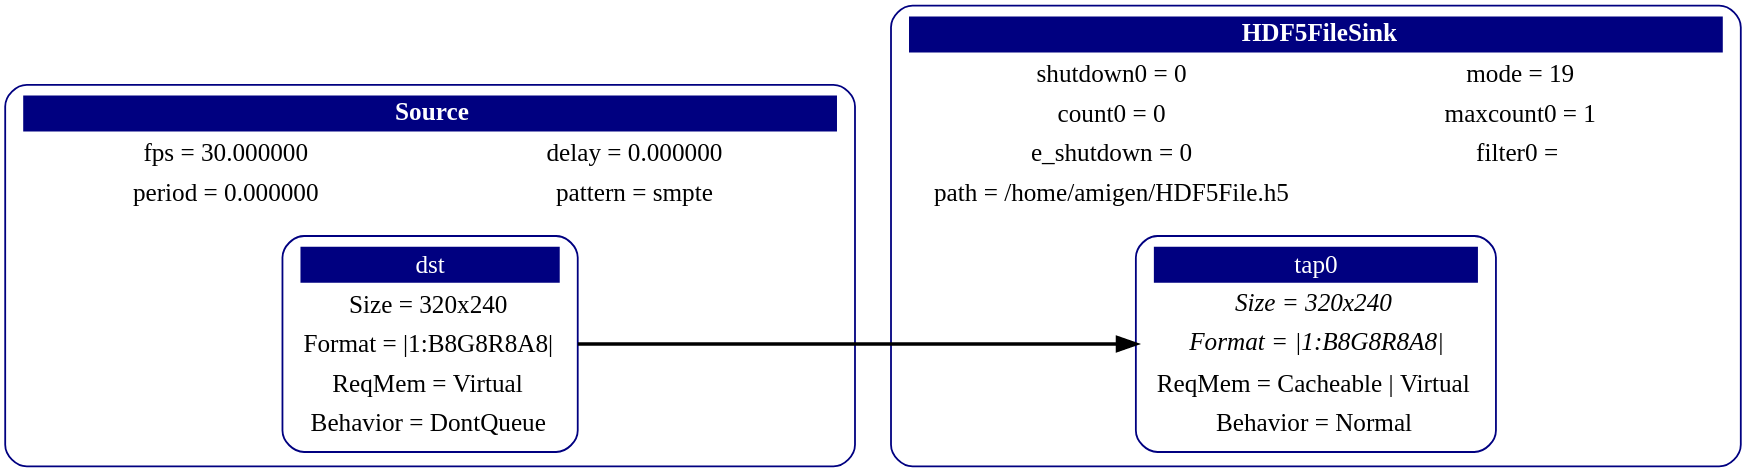 Source
fps = 30.000000 delay = 0.000000
period = 0.000000 pattern = smpte
dst
Size = 320x240
Format = |1:B8G8R8A8|
ReqMem = Virtual
Behavior = DontQueue
HDF5FileSink
shutdown0 = 0 mode = 19
count0 = 0 maxcount0 = 1
e_shutdown = 0 filter0 =
path = /home/amigen/HDF5File.h5
tap0
Size = 320x240
Format = |1:B8G8R8A8|
ReqMem = Cacheable | Virtual
Behavior = Normal